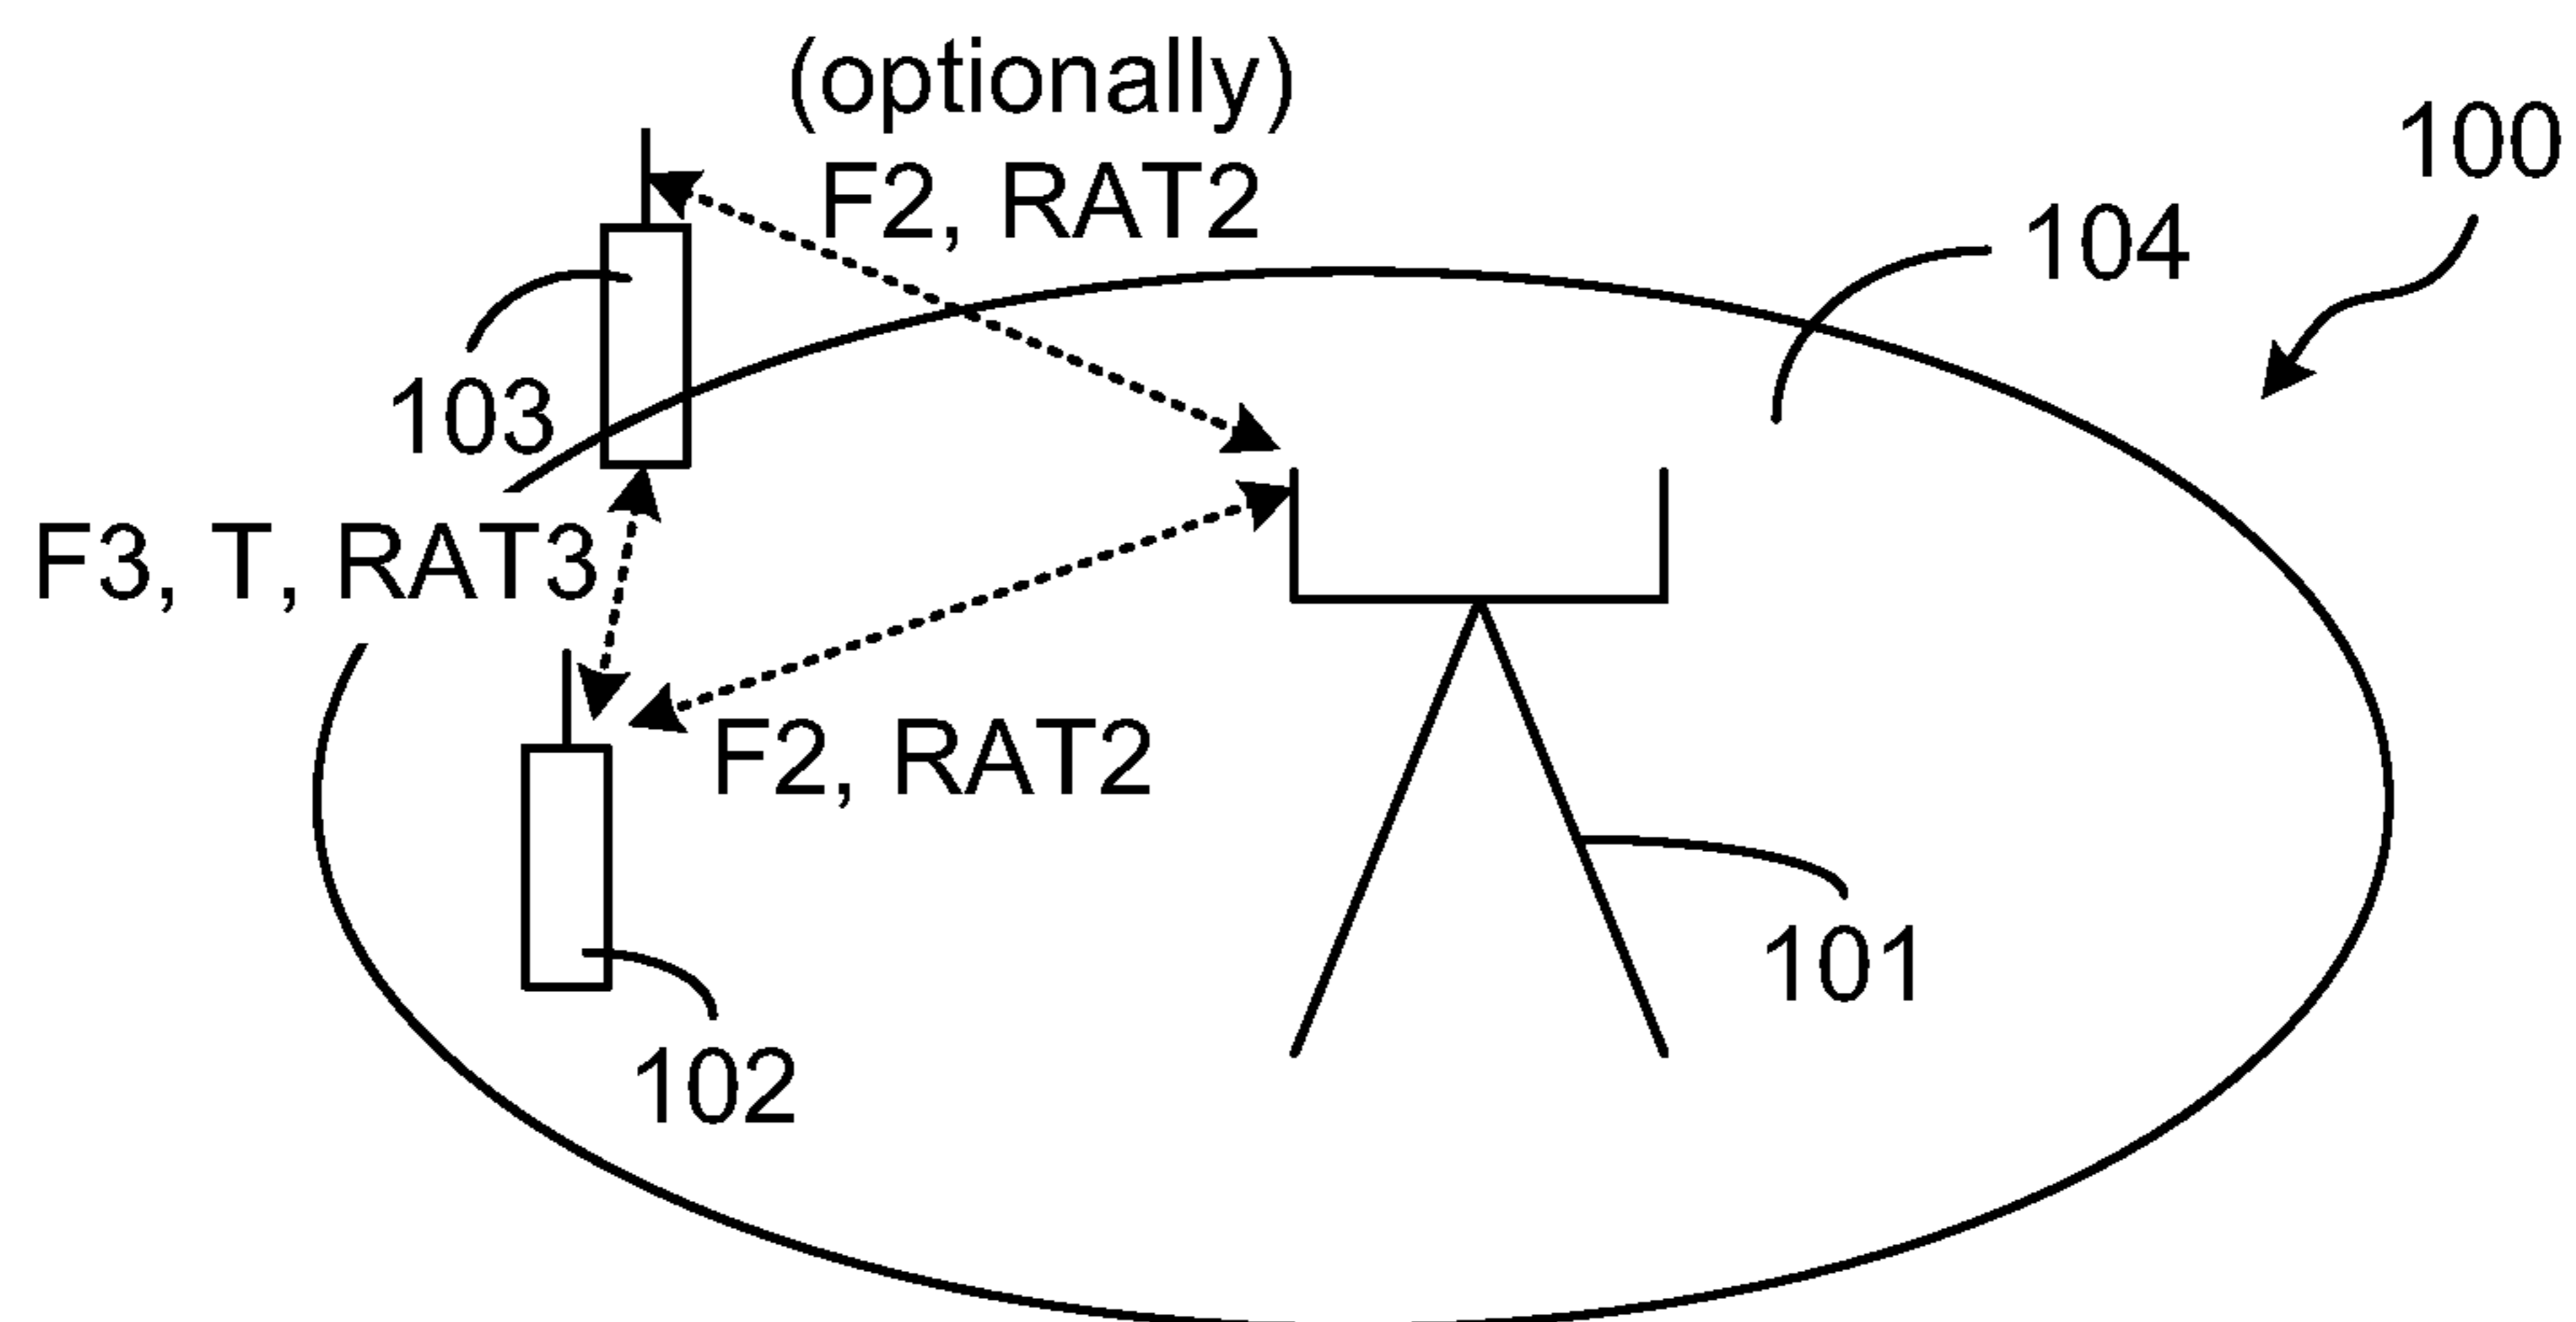 (optionally)
F2, RAT2
100
104
103
F3, T, RAT3
F2, RAT2
101
102